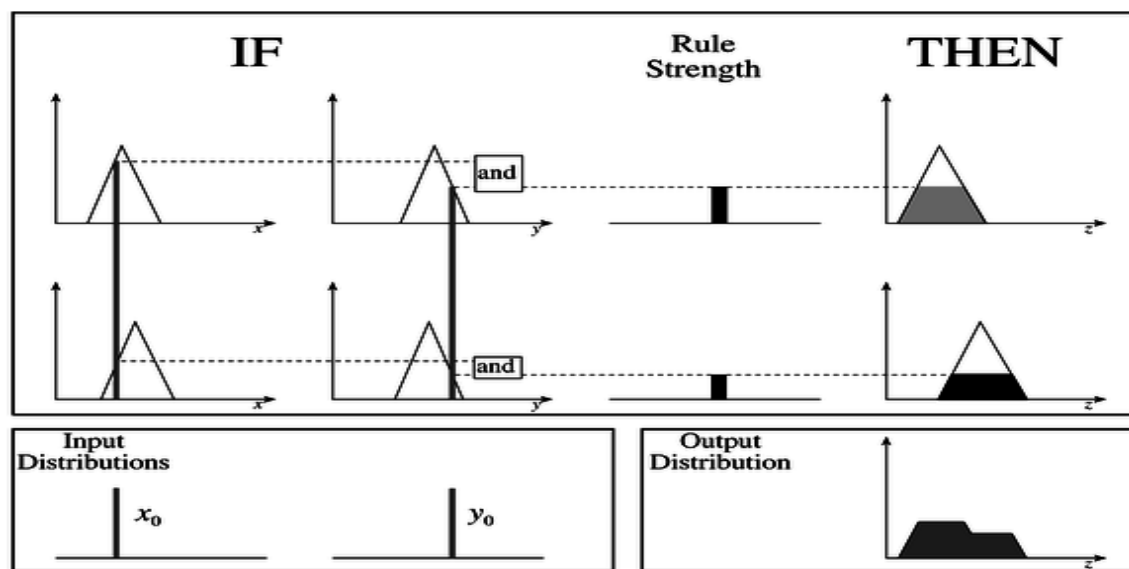 IF
Rule
Strength
THEN
and
x
y
z
and
x
y
z
Input
Distributions
x₀
y₀
Output
Distribution
z